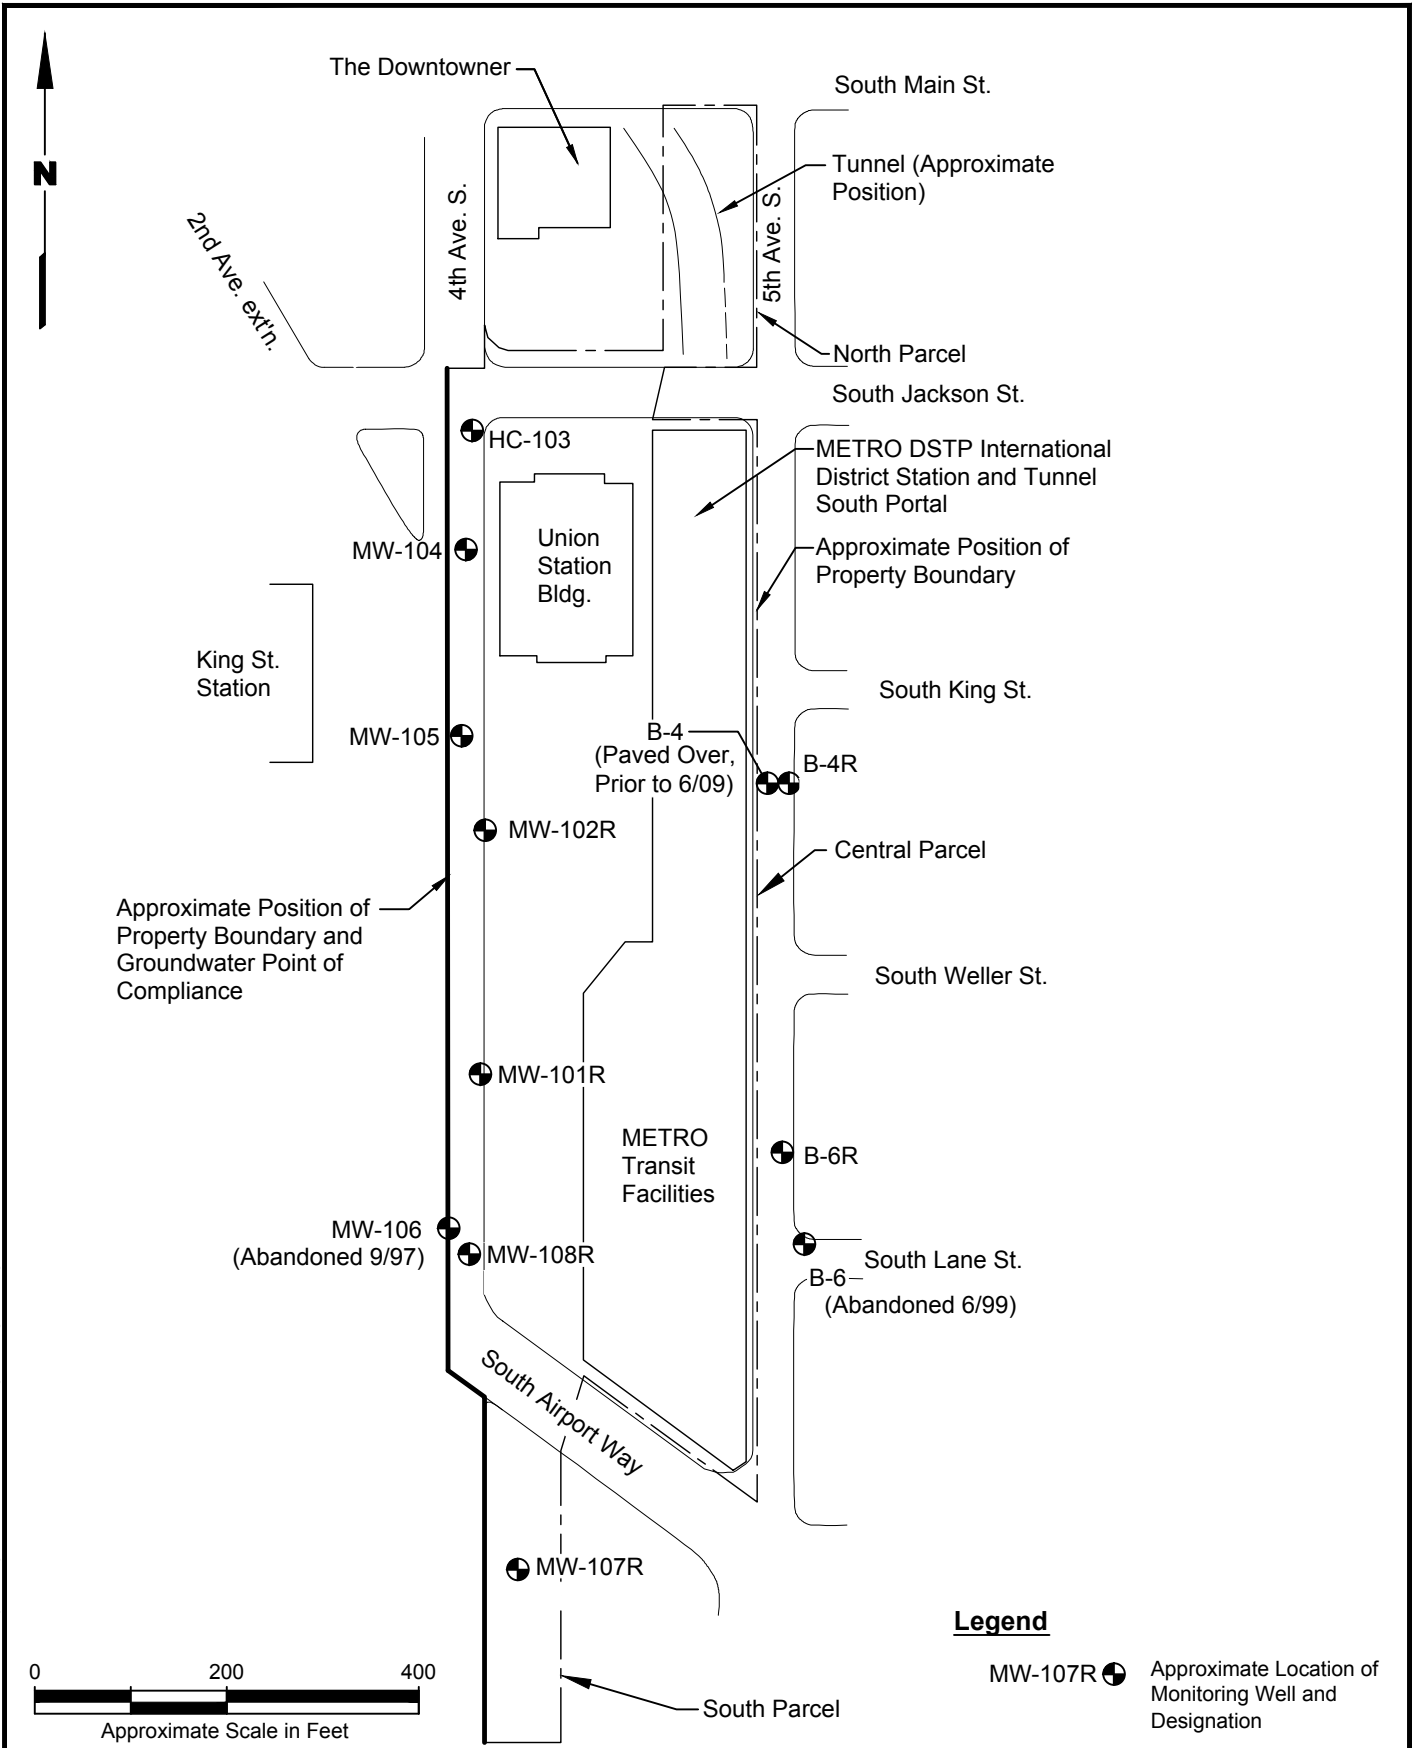 The Downtowner
South Main St.
N
Tunnel (Approximate
Position)
2nd Ave. ext'n.
4th Ave. S.
5th Ave. S.
North Parcel
South Jackson St.
HC-103
METRO DSTP International
District Station and Tunnel
South Portal
MW-104
Union
Station
Bldg.
Approximate Position of
Property Boundary
King St.
Station
South King St.
MW-105
B-4
(Paved Over,
Prior to 6/09)
B-4R
MW-102R
Central Parcel
Approximate Position of
Property Boundary and
Groundwater Point of
Compliance
South Weller St.
MW-101R
METRO
Transit
Facilities
B-6R
MW-106
(Abandoned 9/97)
MW-108R
South Lane St.
B-6
(Abandoned 6/99)
South Airport Way
MW-107R
Legend
MW-107R
Approximate Location of
Monitoring Well and
Designation
0 200 400
Approximate Scale in Feet
South Parcel